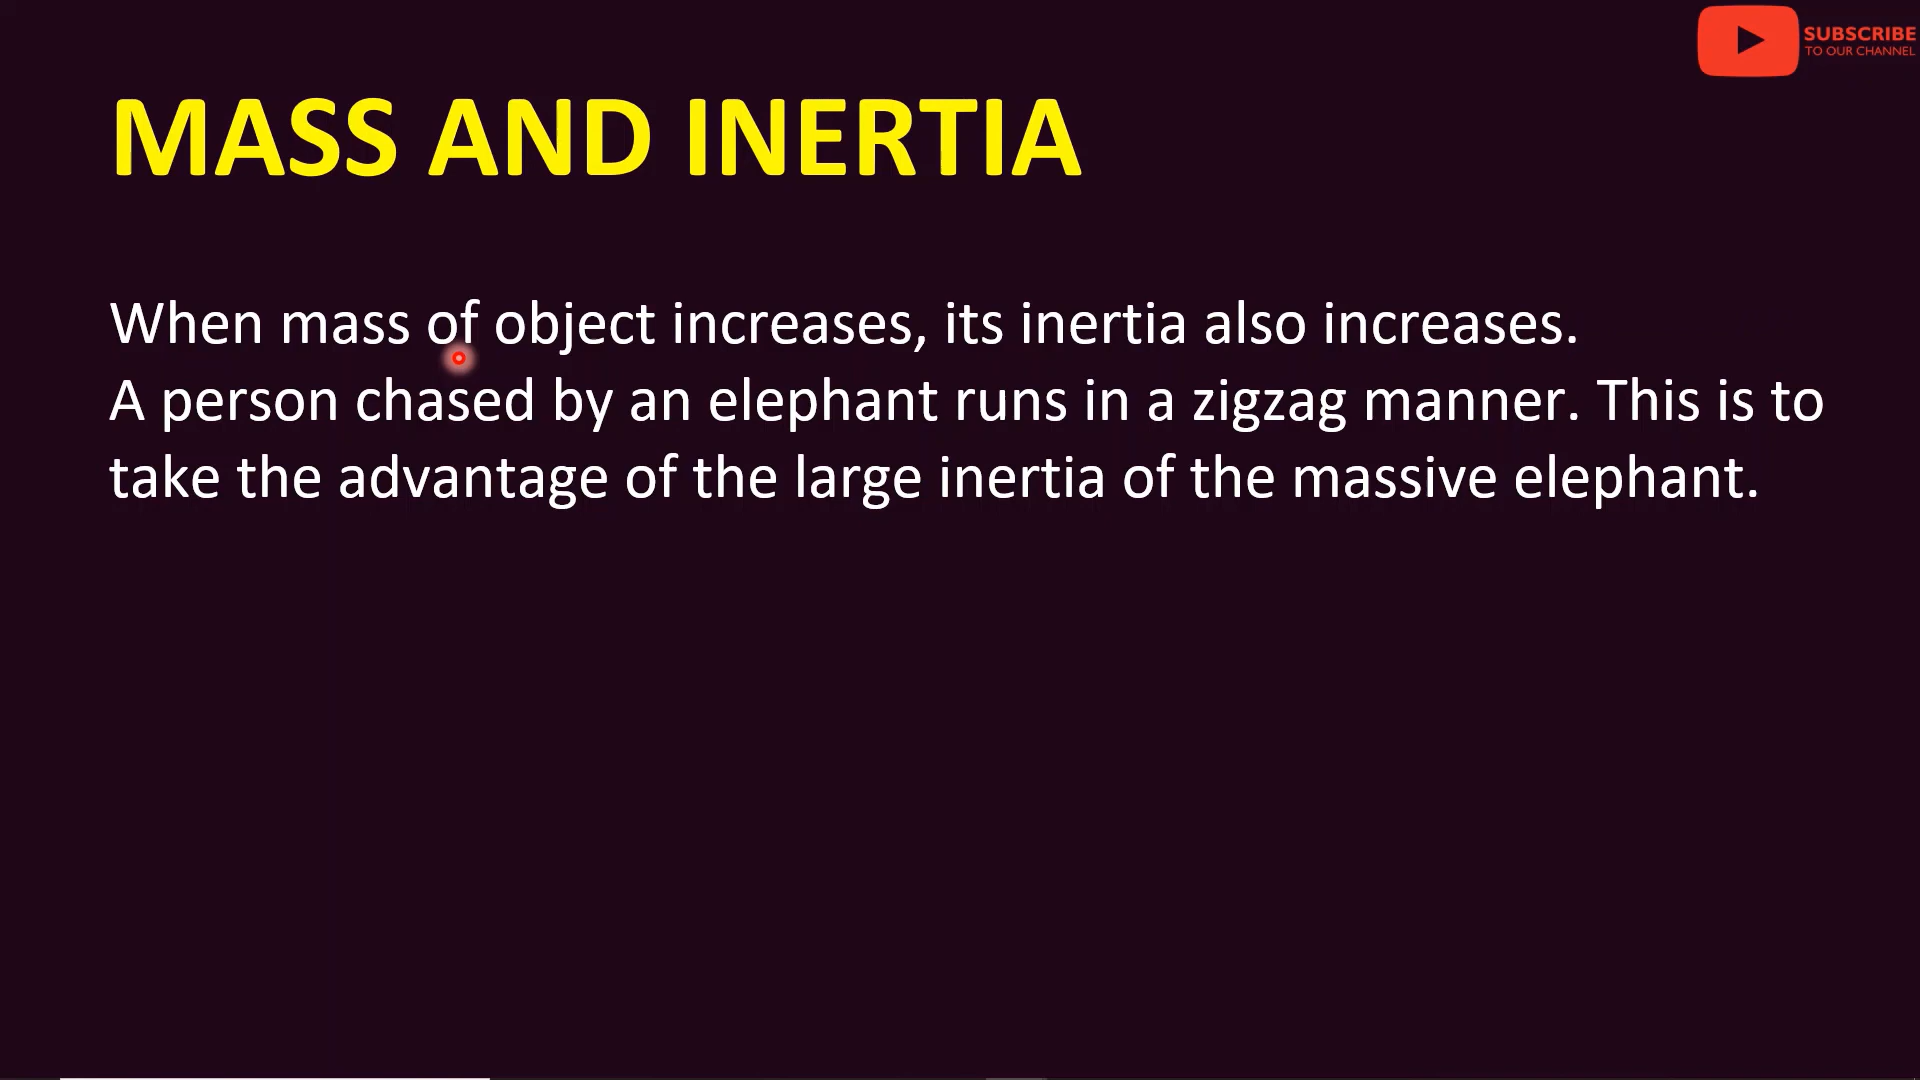 SUBSCRIBE
TO OUR CHANNEL
MASS AND INERTIA
When mass of object increases, its inertia also increases.
A person chased by an elephant runs in a zigzag manner. This is to
take the advantage of the large inertia of the massive elephant.